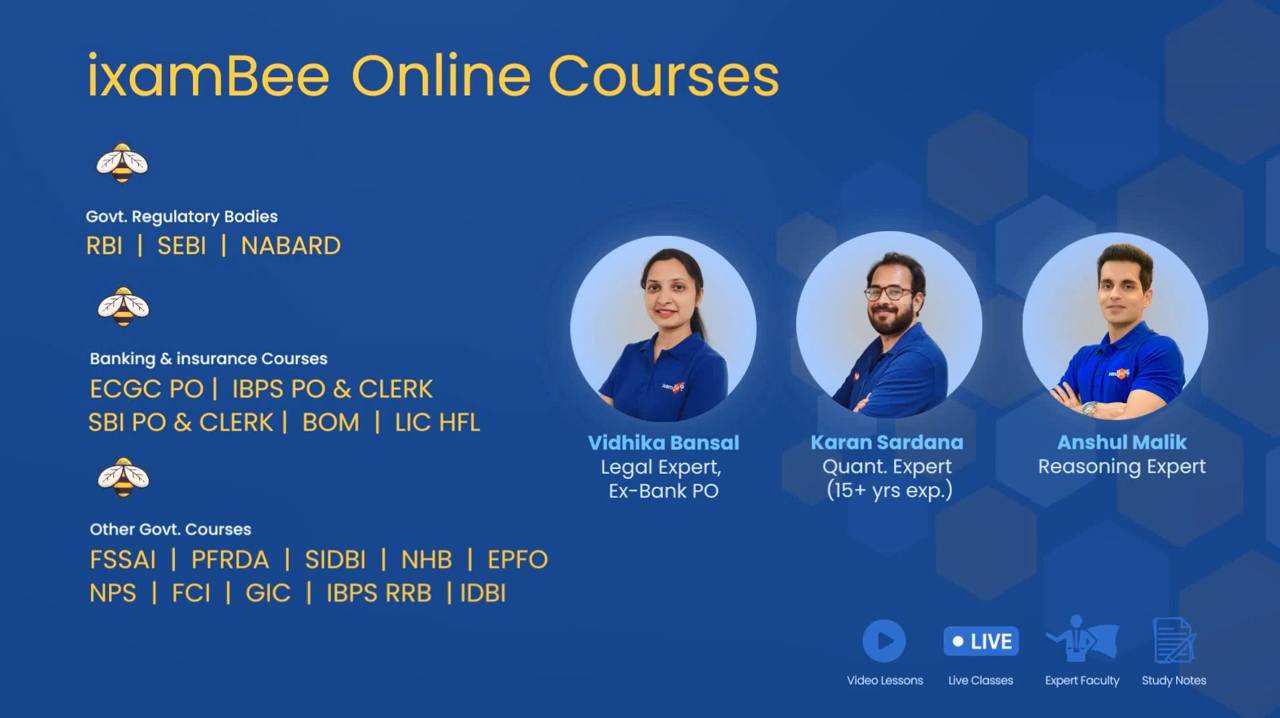 ixamBee Online Courses
Govt. Regulatory Bodies
RBI | SEBI | NABARD
Banking & insurance Courses
ECGC PO | IBPS PO & CLERK
SBI PO & CLERK | BOM | LIC HFL
Other Govt. Courses
FSSAI | PFRDA | SIDBI | NHB | EPFO
NPS | FCI | GIC | IBPS RRB | IDBI
Vidhika Bansal
Legal Expert,
Ex-Bank PO
Karan Sardana
Quant. Expert
(15+ yrs exp.)
Anshul Malik
Reasoning Expert
LIVE
Video Lessons
Live Classes
Expert Faculty
Study Notes